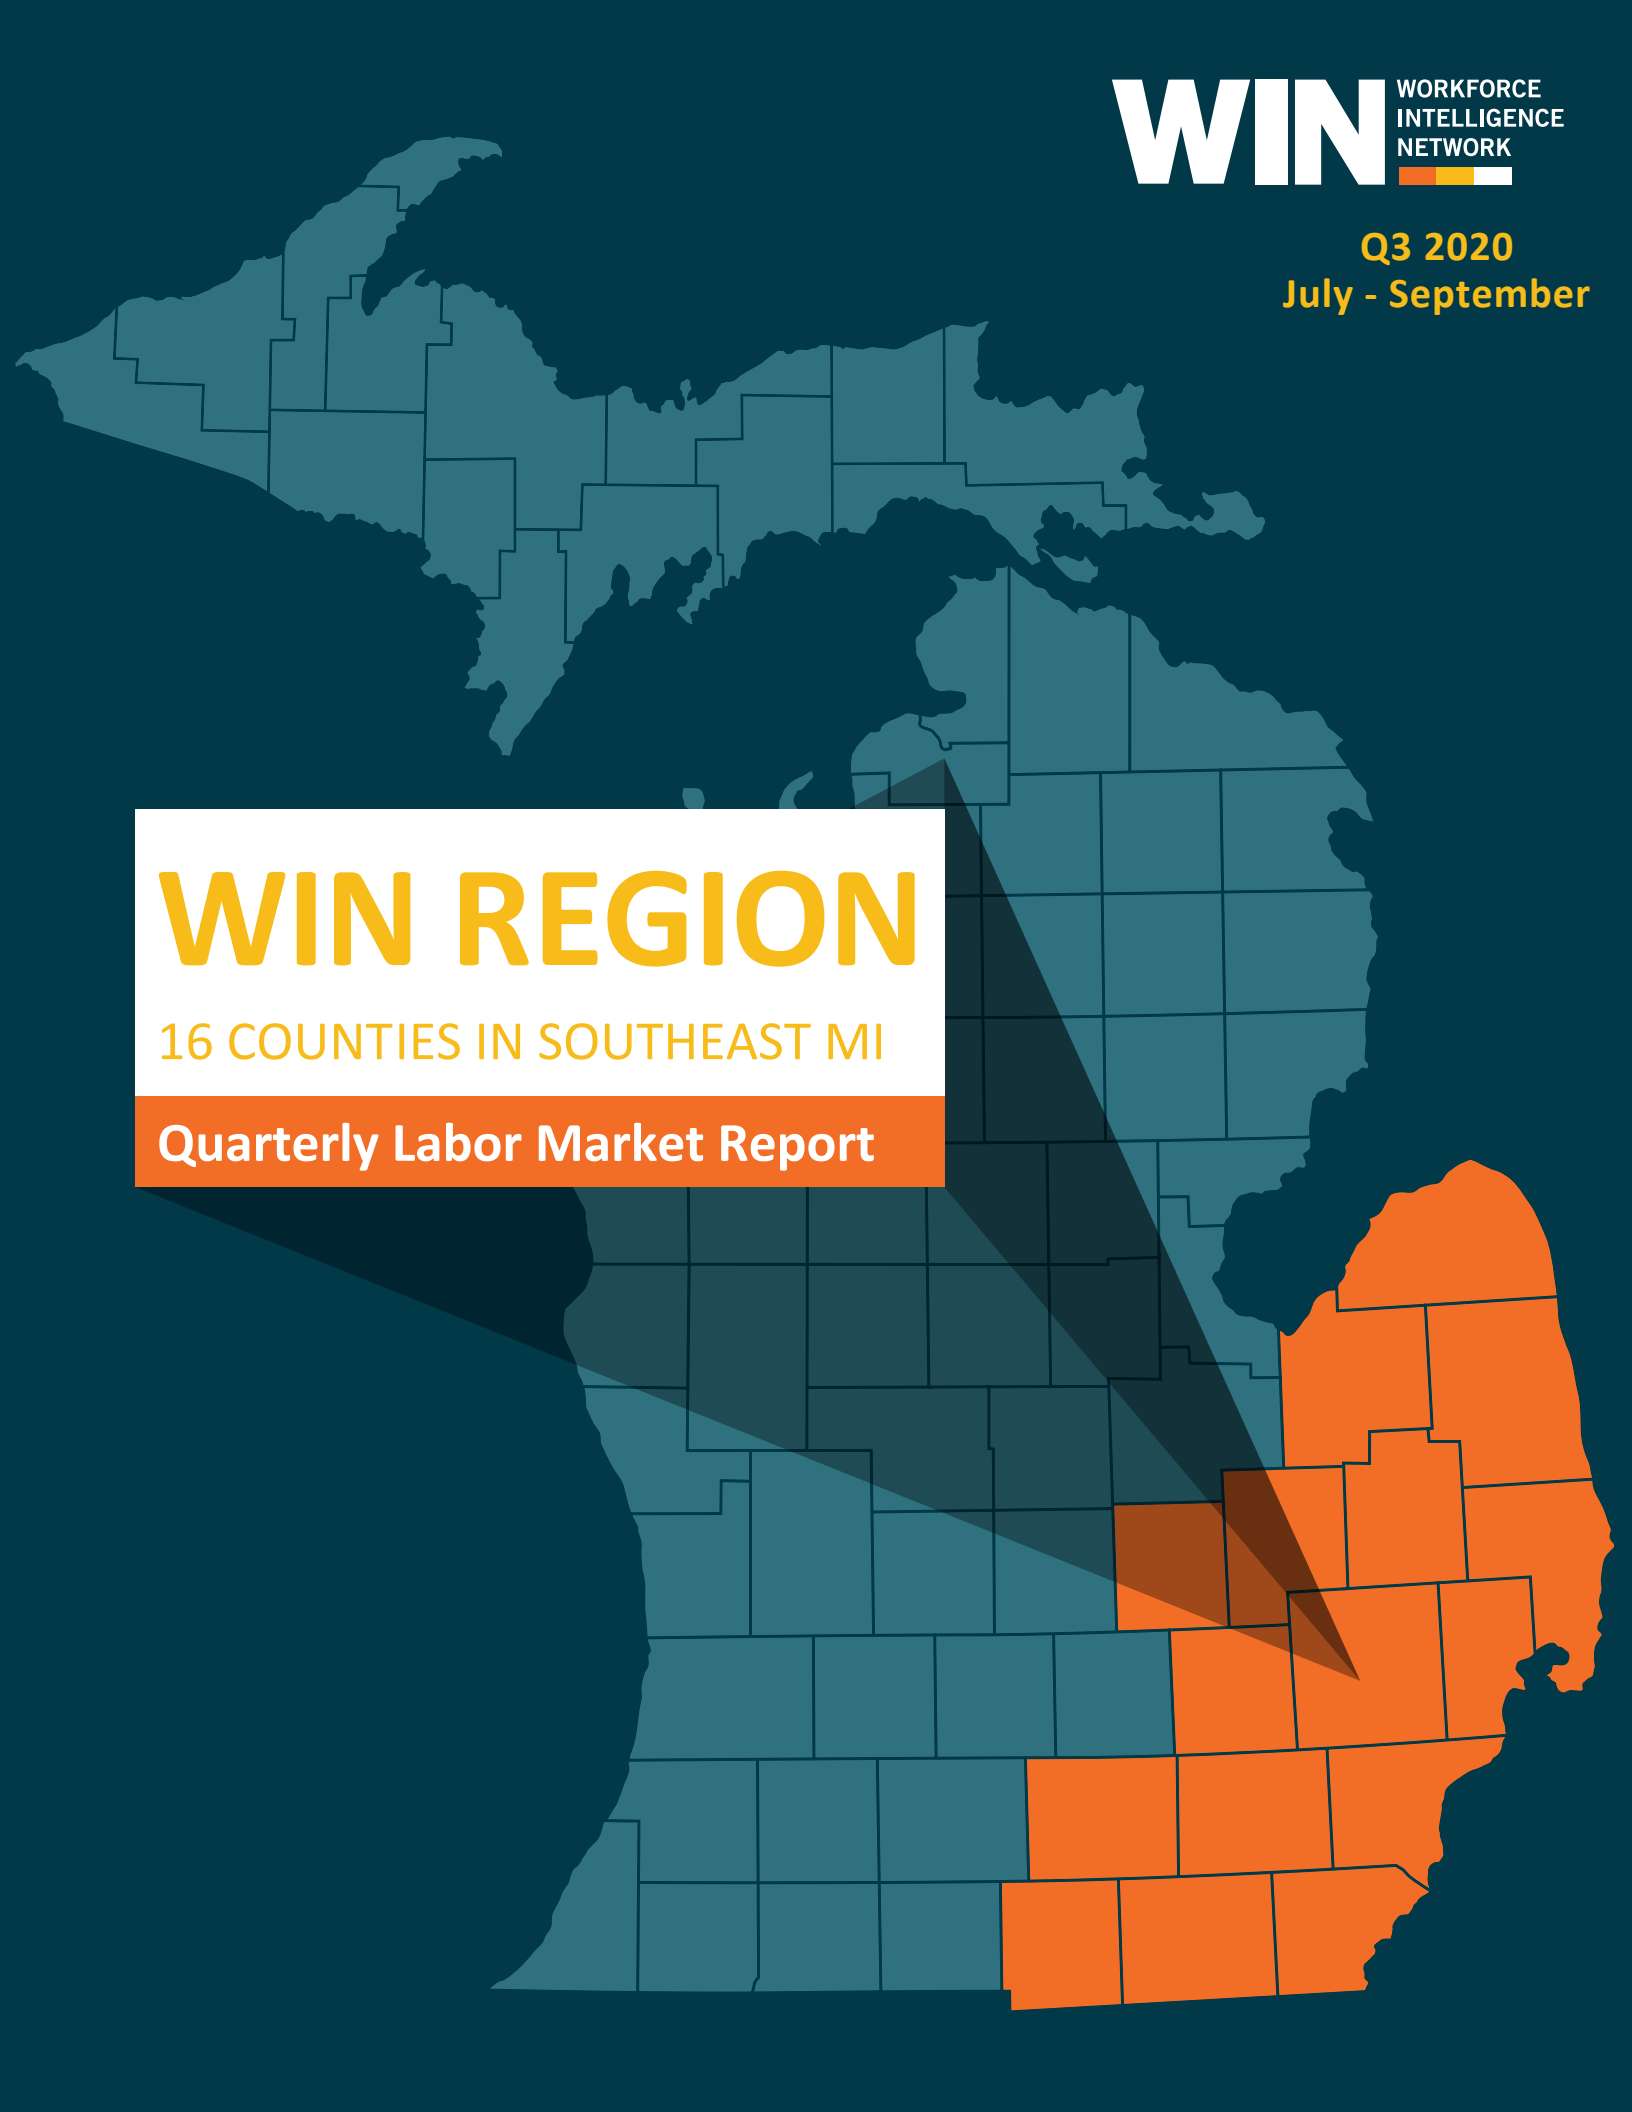 WIN
WORKFORCE
INTELLIGENCE
NETWORK
Q3 2020
July - September
WIN REGION
16 COUNTIES IN SOUTHEAST MI
Quarterly Labor Market Report